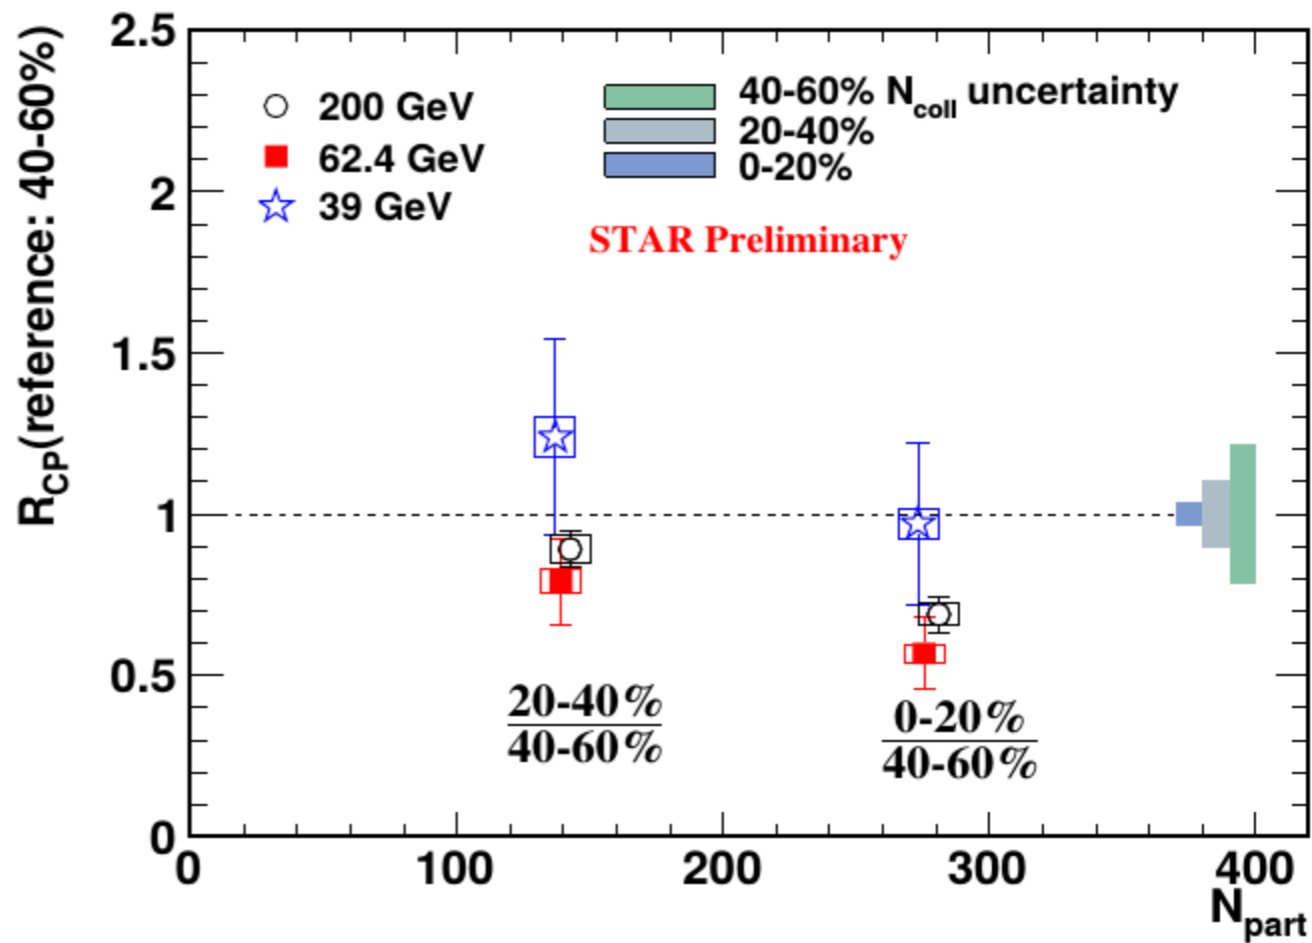 R_CP(reference: 40-60%)
2.5
2
1.5
1
0.5
0
200 GeV
62.4 GeV
39 GeV
40-60% N_coll uncertainty
20-40%
0-20%
STAR Preliminary
20-40%
40-60%
0-20%
40-60%
0 100 200 300 400
N_part